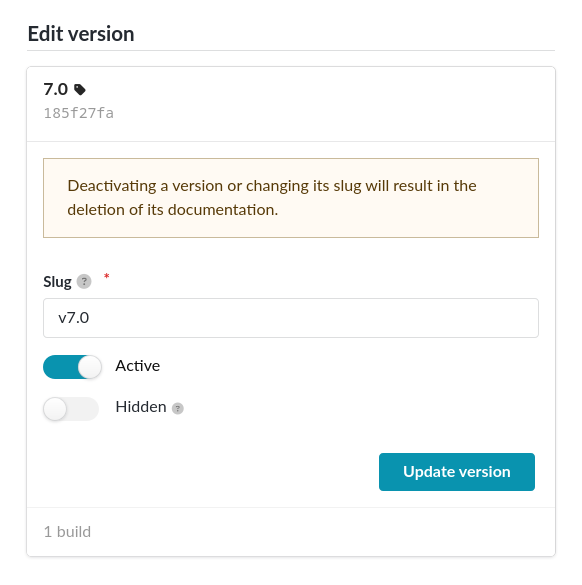 Edit version
7.0
185f27fa
Deactivating a version or changing its slug will result in the
deletion of its documentation.
Slug ? *
v7.0
Active
Hidden ?
Update version
1 build